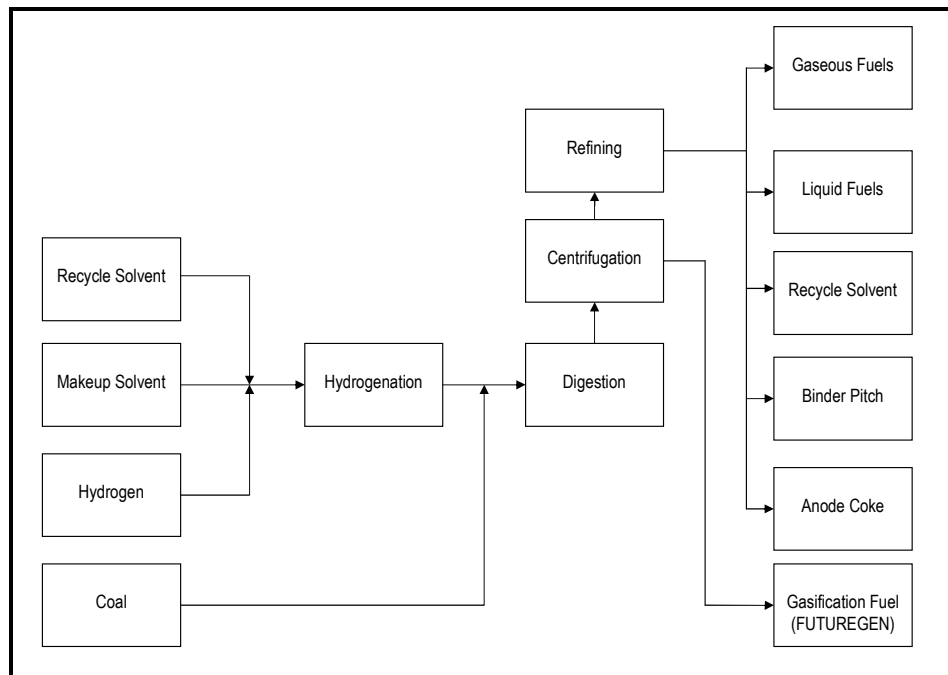 Gaseous Fuels
Refining
Liquid Fuels
Recycle Solvent
Centrifugation
Recycle Solvent
Makeup Solvent
Hydrogenation
Digestion
Binder Pitch
Hydrogen
Anode Coke
Coal
Gasification Fuel
(FUTUREGEN)